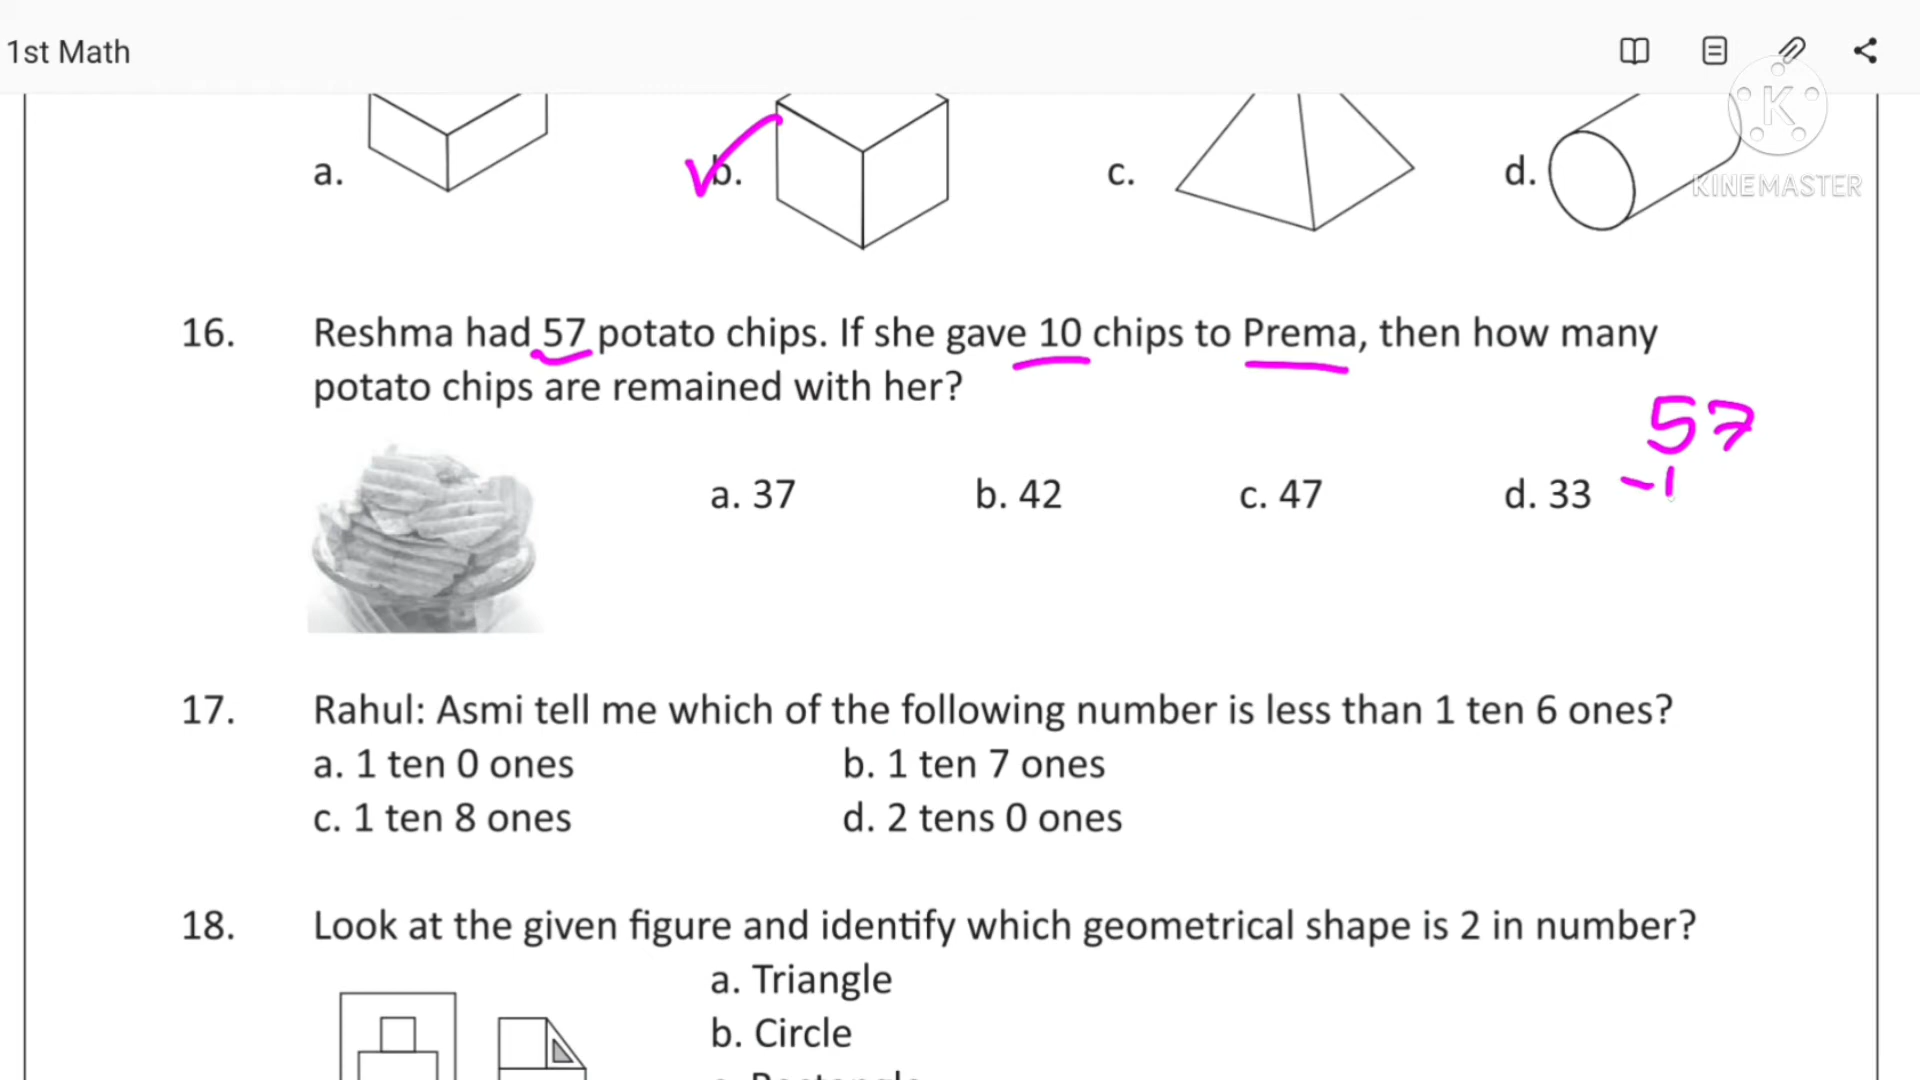 1st Math
K
KINEMASTER
a. b. c. d.
16. Reshma had 57 potato chips. If she gave 10 chips to Prema, then how many
potato chips are remained with her?
57
-1
a. 37 b. 42 c. 47 d. 33
17. Rahul: Asmi tell me which of the following number is less than 1 ten 6 ones?
a. 1 ten 0 ones b. 1 ten 7 ones
c. 1 ten 8 ones d. 2 tens 0 ones
18. Look at the given figure and identify which geometrical shape is 2 in number?
a. Triangle
b. Circle